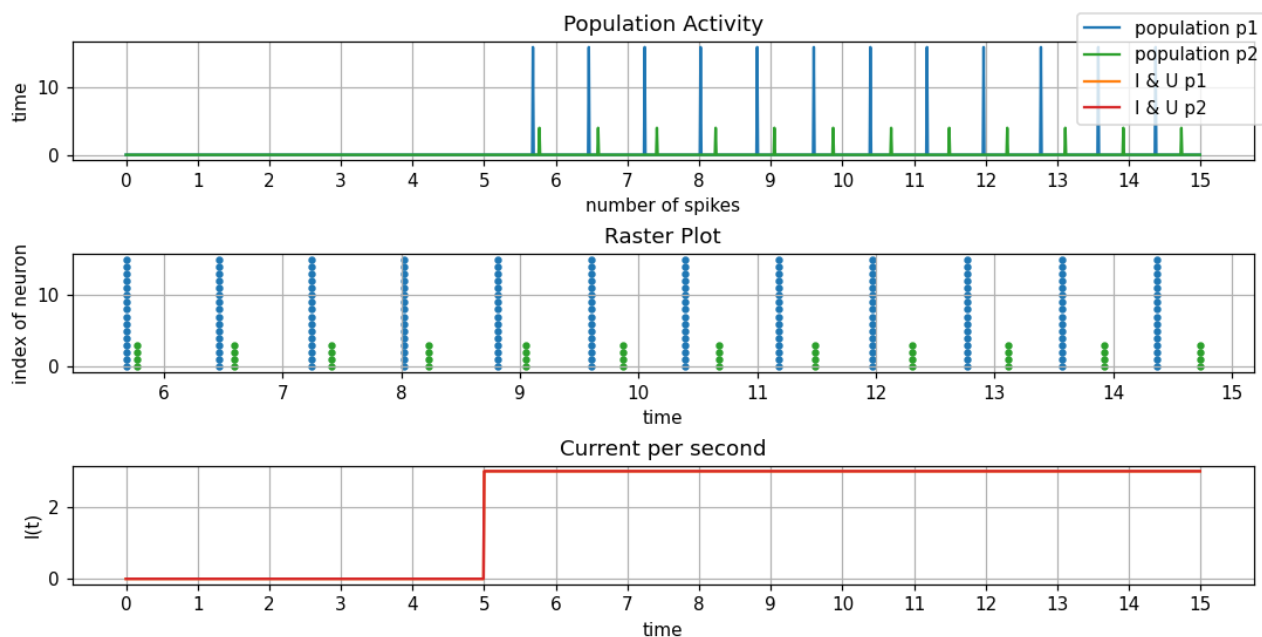 Population Activity
population p1
population p2
I & U p1
I & U p2
time
10
0
0 1 2 3 4 5 6 7 8 9 10 11 12 13 14 15
number of spikes
Raster Plot
index of neuron
10
0
6 7 8 9 10 11 12 13 14 15
time
Current per second
I(t)
2
0
0 1 2 3 4 5 6 7 8 9 10 11 12 13 14 15
time